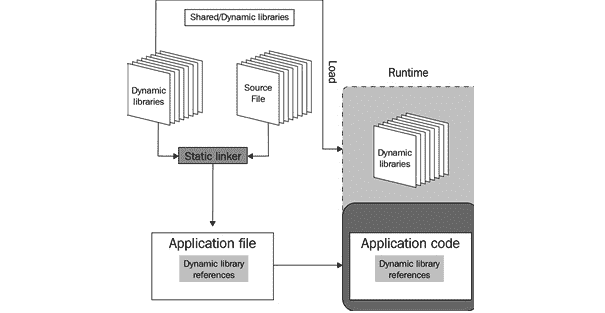 Shared/Dynamic libraries
Load
Runtime
Dynamic
libraries
Source
File
Dynamic
libraries
Static linker
Application file
Dynamic library
references
Application code
Dynamic library
references